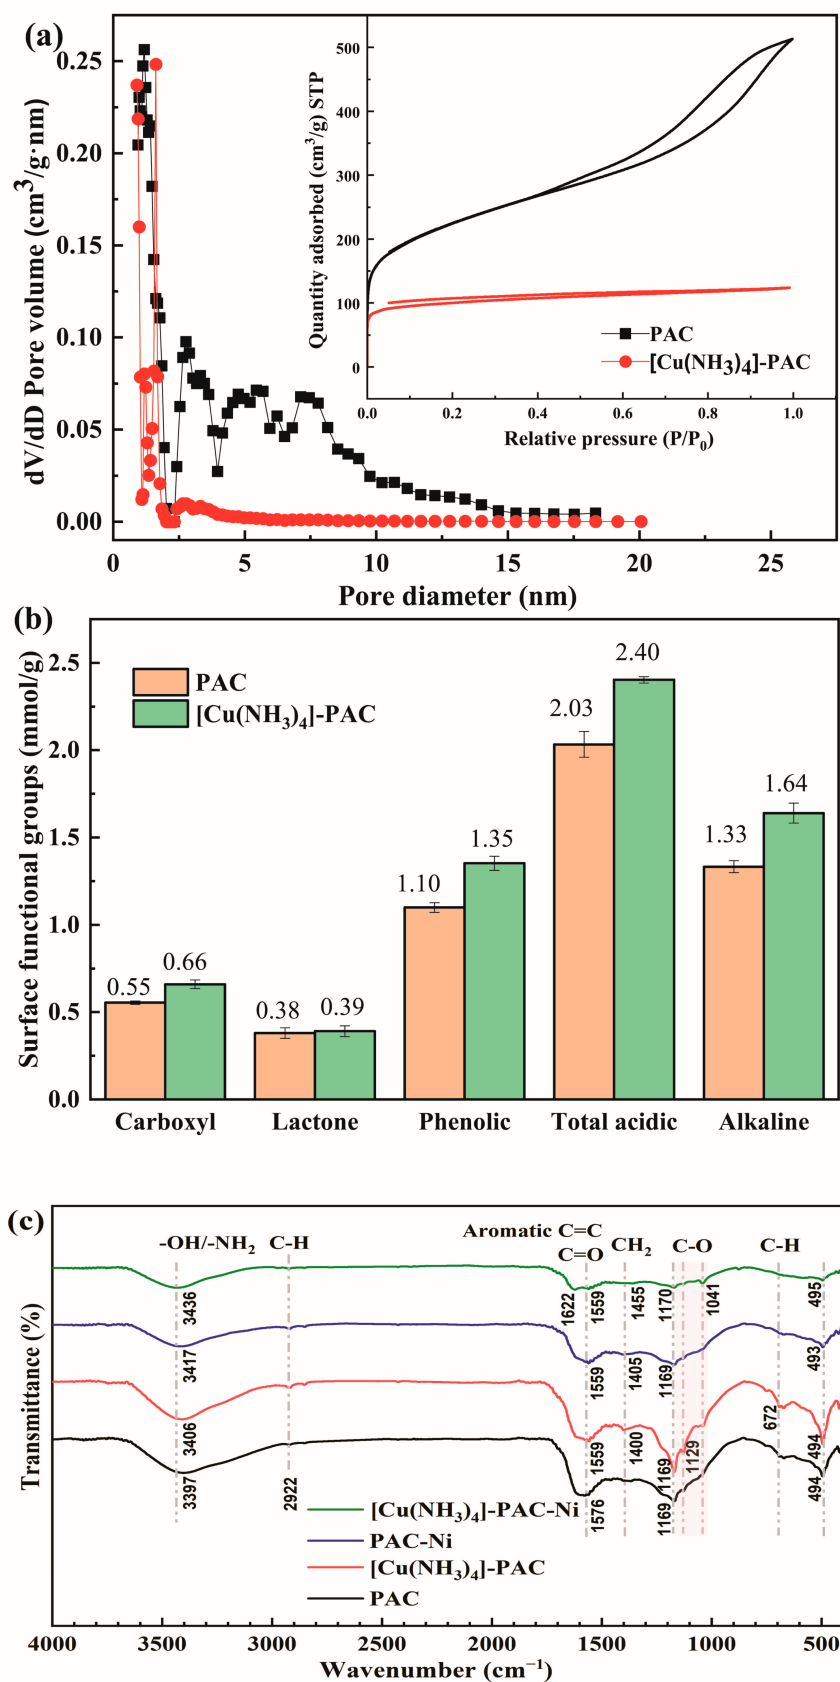 (a)
dV/dD Pore volume (cm³/g·nm)
0.25
0.20
0.15
0.10
0.05
0.00
0
5
10
15
20
25
Pore diameter (nm)
Quantity adsorbed (cm³/g) STP
500
400
300
200
100
0
0.0
0.2
0.4
0.6
0.8
1.0
Relative pressure (P/P₀)
PAC
[Cu(NH3)4]-PAC
(b)
Surface functional groups (mmol/g)
2.5
2.0
1.5
1.0
0.5
0.0
PAC
[Cu(NH₃)₄]-PAC
0.55
0.66
0.38
0.39
1.10
1.35
2.03
2.40
1.33
1.64
Carboxyl
Lactone
Phenolic
Total acidic
Alkaline
(c)
Transmittance (%)
-OH/-NH₂
C-H
Aromatic C=C
C=O
CH₂
C-O
C-H
3436
1622
1559
1455
1170
1041
495
3417
1559
1405
1169
493
3406
1559
1400
1169
1129
672
494
3397
2922
1576
1169
494
[Cu(NH₃)₄]-PAC-Ni
PAC-Ni
[Cu(NH₃)₄]-PAC
PAC
4000
3500
3000
2500
2000
1500
1000
500
Wavenumber (cm⁻¹)